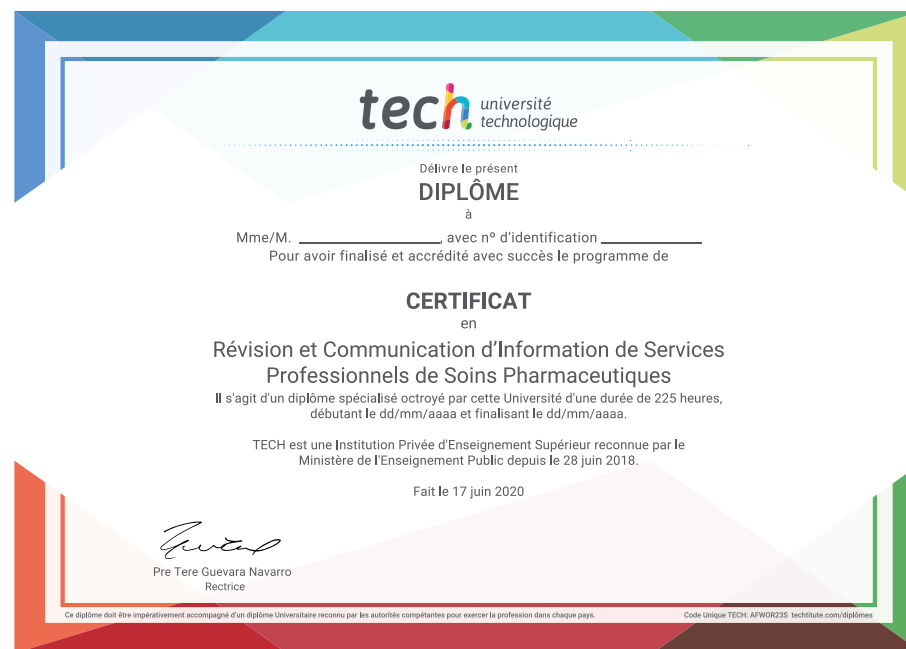 tech université
technologique
Délivre le présent
DIPLÔME
à
Mme/M. ____________________, avec nº d'identification ______________
Pour avoir finalisé et accrédité avec succès le programme de
CERTIFICAT
en
Révision et Communication d'Information de Services
Professionnels de Soins Pharmaceutiques
Il s'agit d'un diplôme spécialisé octroyé par cette Université d'une durée de 225 heures,
débutant le dd/mm/aaaa et finalisant le dd/mm/aaaa.
TECH est une Institution Privée d'Enseignement Supérieur reconnue par le
Ministère de l'Enseignement Public depuis le 28 juin 2018.
Fait le 17 juin 2020
Pre Tere Guevara Navarro
Rectrice
Ce diplôme doit être impérativement accompagné d'un diplôme Universitaire reconnu par les autorités compétentes pour exercer la profession dans chaque pays.
Code Unique TECH: AFWOR23S techtitute.com/diplômes